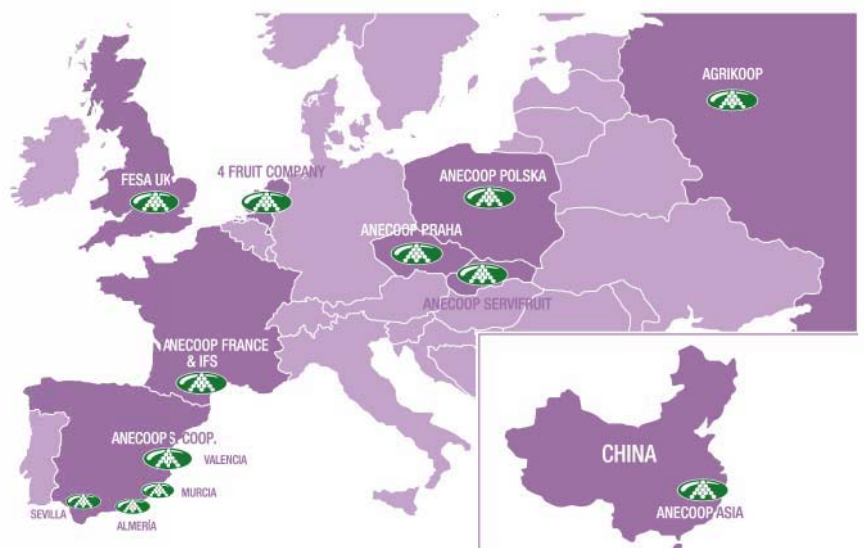 AGRIKOOP
FESA UK
4 FRUIT COMPANY
ANECOOP POLSKA
ANECOOP PRAHA
ANECOOP SERVIFRUIT
ANECOOP FRANCE
& IFS
ANECOOP S. COOP.
VALENCIA
MURCIA
SEVILLA
ALMERÍA
CHINA
ANECOOP ASIA